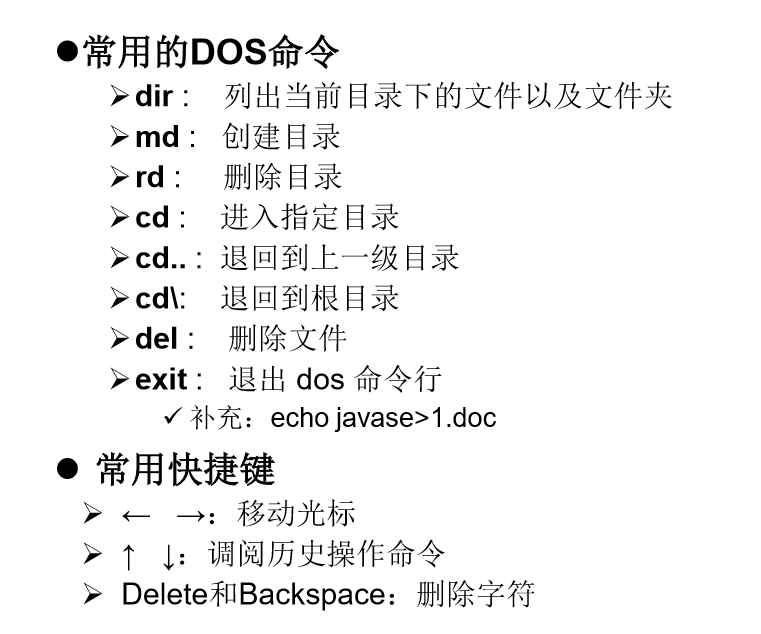 ●常用的DOS命令
➢dir : 列出当前目录下的文件以及文件夹
➢md : 创建目录
➢rd : 删除目录
➢cd : 进入指定目录
➢cd.. : 退回到上一级目录
➢cd\: 退回到根目录
➢del : 删除文件
➢exit : 退出 dos 命令行
✓补充：echo javase>1.doc
● 常用快捷键
➢ ← →：移动光标
➢ ↑ ↓：调阅历史操作命令
➢ Delete和Backspace：删除字符